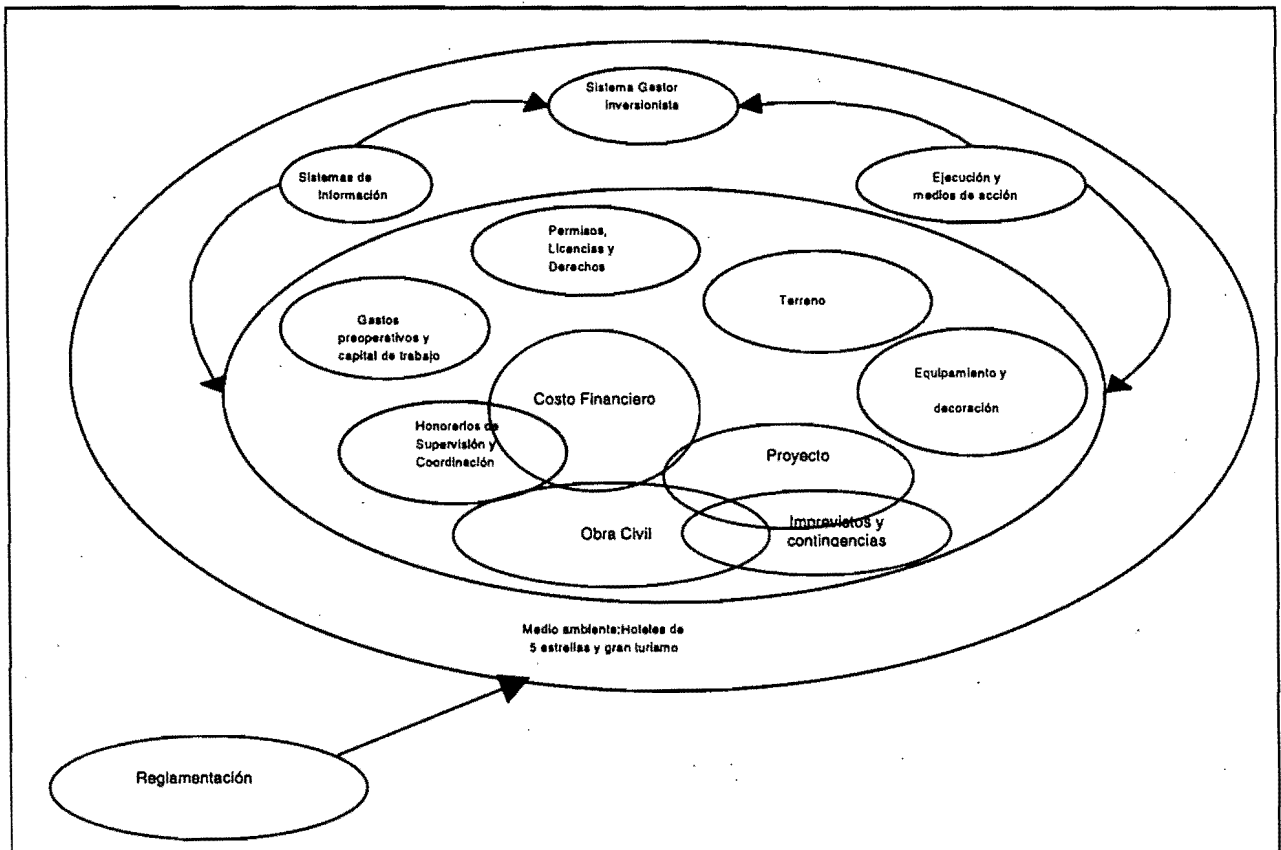 Sistema Gestor
Inversionista
Sistemas de
Información
Ejecución y
medios de acción
Permisos,
Licencias y
Derechos
Terreno
Gastos
preoperativos y
capital de trabajo
Equipamiento y
decoración
Costo Financiero
Honorarios de
Supervisión y
Coordinación
Proyecto
Imprevistos y
contingencias
Obra Civil
Medio ambiente:Hoteles de
5 estrellas y gran turismo
Reglamentación